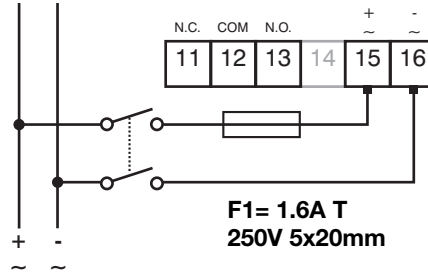 + -
N.C. COM N.O. ~ ~
11 12 13 14 15 16
F1= 1.6A T
250V 5x20mm
+ -
~ ~